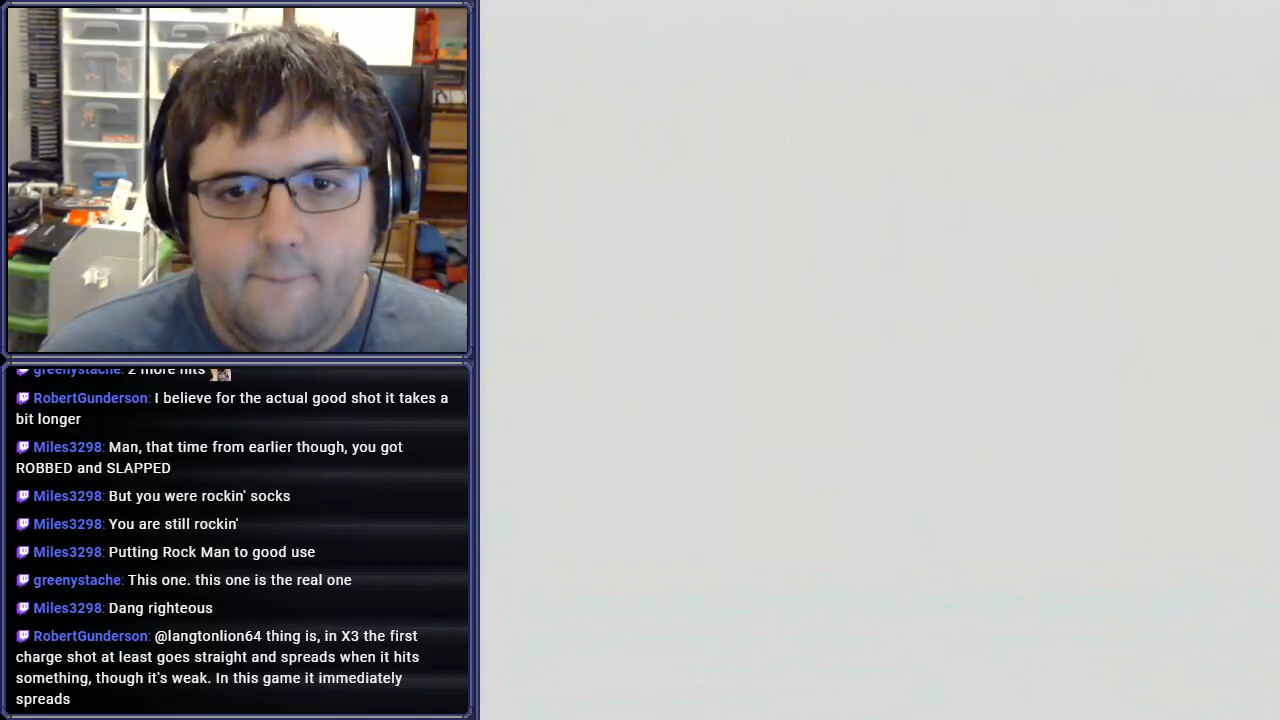 greenystache: 2 more hits
RobertGunderson: I believe for the actual good shot it takes a
bit longer
Miles3298: Man, that time from earlier though, you got
ROBBED and SLAPPED
Miles3298: But you were rockin' socks
Miles3298: You are still rockin'
Miles3298: Putting Rock Man to good use
greenystache: This one. this one is the real one
Miles3298: Dang righteous
RobertGunderson: @langtonlion64 thing is, in X3 the first
charge shot at least goes straight and spreads when it hits
something, though it's weak. In this game it immediately
spreads